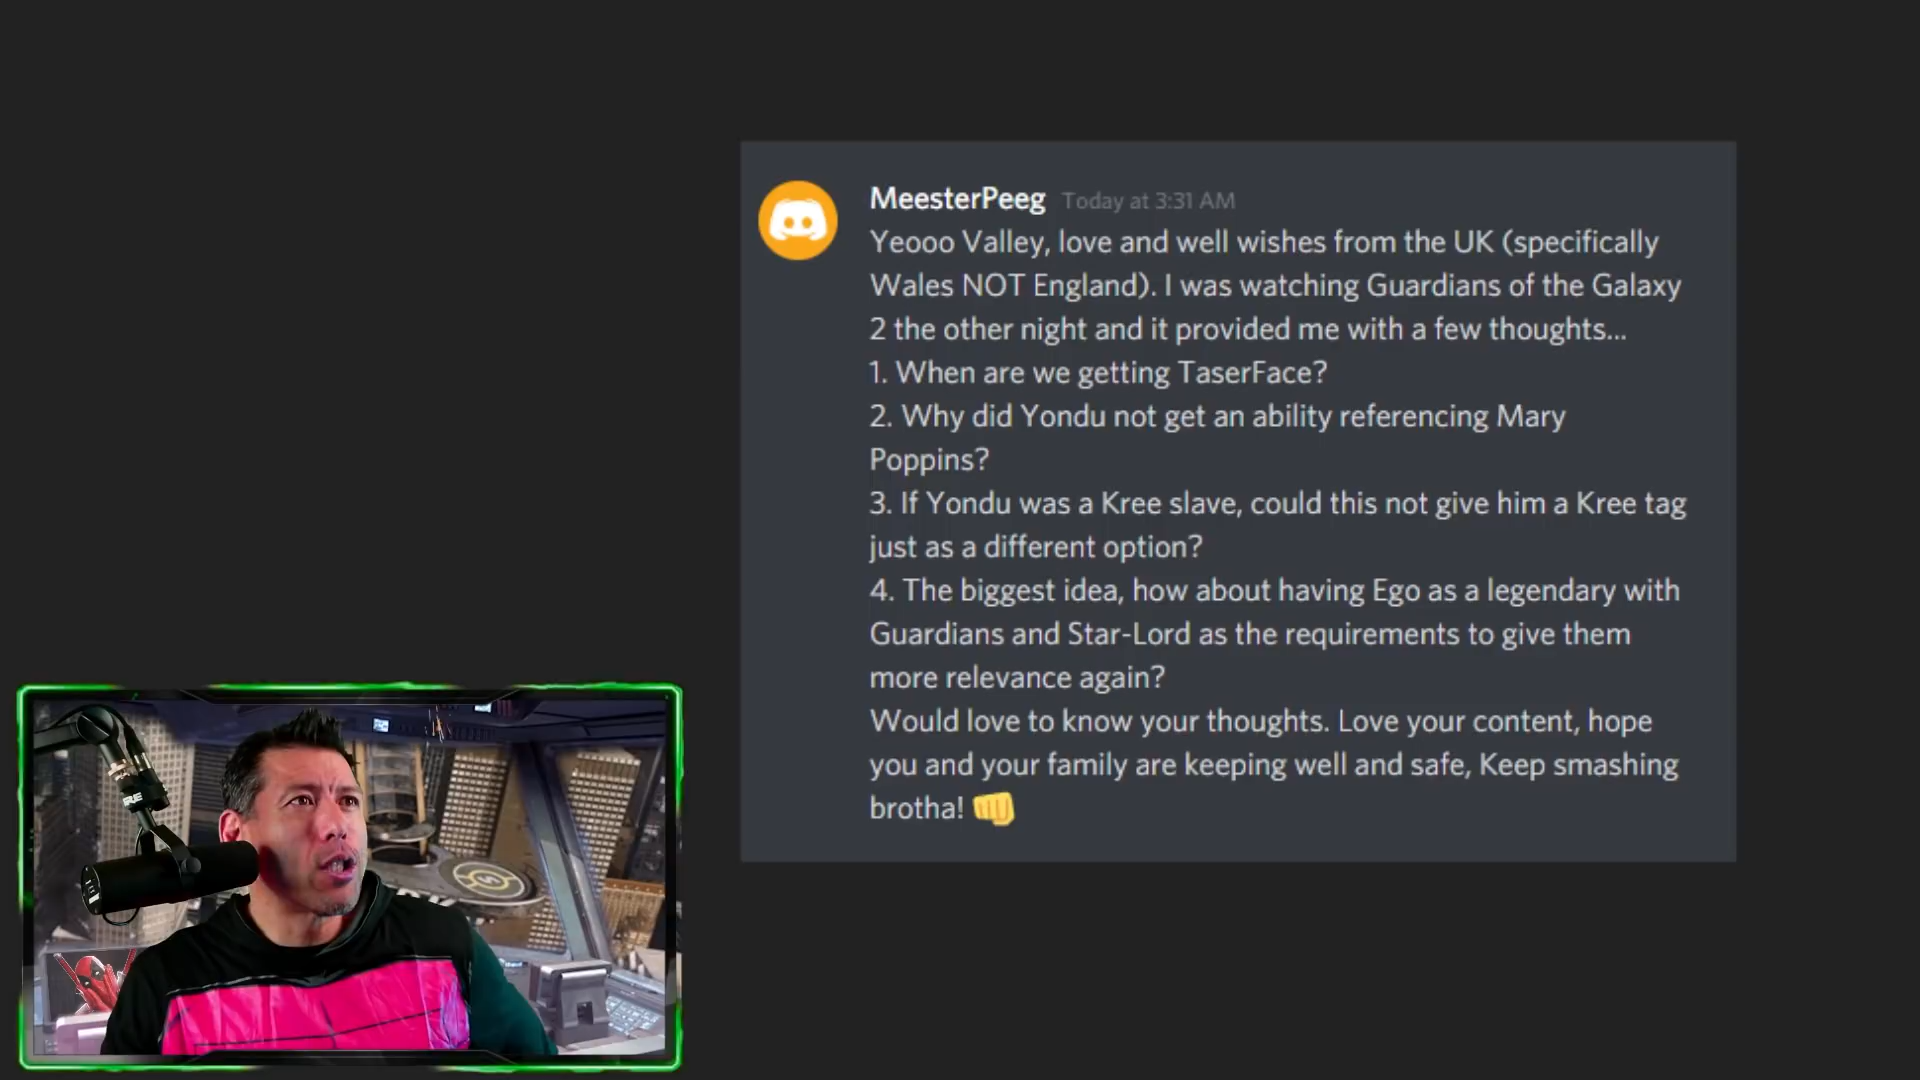 MeesterPeeg Today at 3:31 AM
Yeooo Valley, love and well wishes from the UK (specifically
Wales NOT England). I was watching Guardians of the Galaxy
2 the other night and it provided me with a few thoughts...
1. When are we getting TaserFace?
2. Why did Yondu not get an ability referencing Mary
Poppins?
3. If Yondu was a Kree slave, could this not give him a Kree tag
just as a different option?
4. The biggest idea, how about having Ego as a legendary with
Guardians and Star-Lord as the requirements to give them
more relevance again?
Would love to know your thoughts. Love your content, hope
you and your family are keeping well and safe, Keep smashing
brotha! 👊